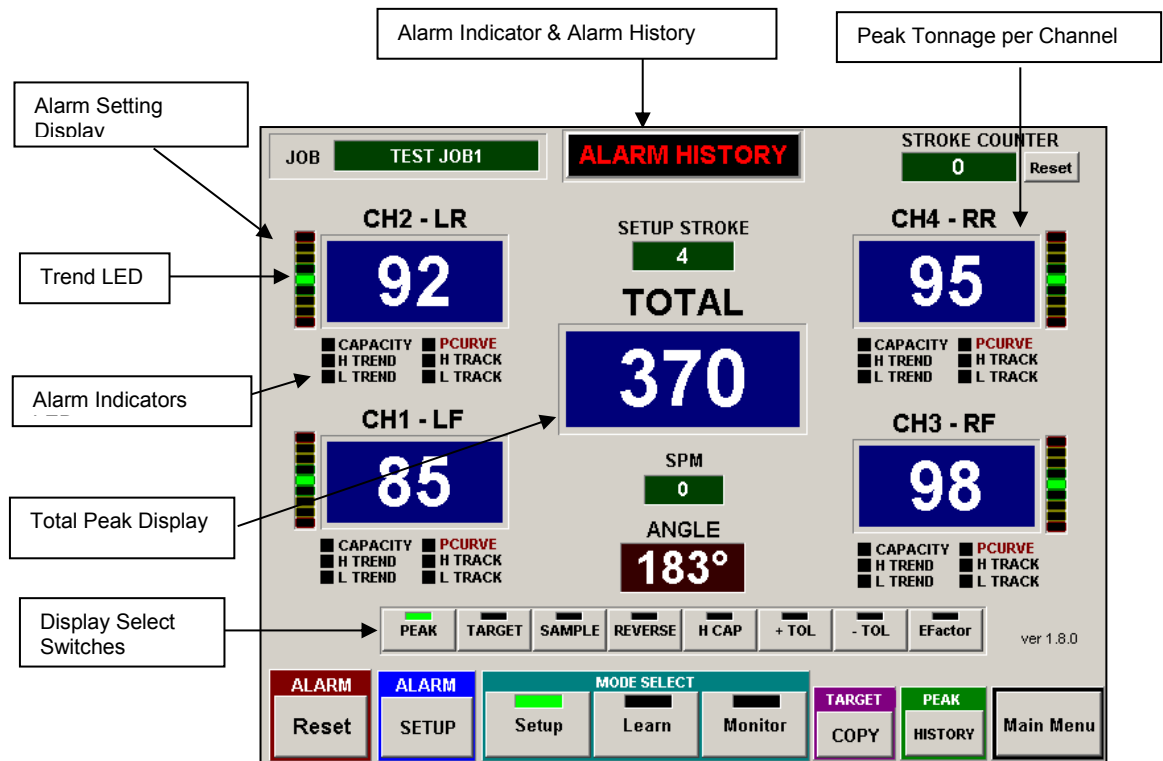 Alarm Indicator & Alarm History
Peak Tonnage per Channel
Alarm Setting
Display
Trend LED
Alarm Indicators
Total Peak Display
Display Select
Switches
JOB TEST JOB1
ALARM HISTORY
STROKE COUNTER
0 Reset
CH2 - LR
92
CAPACITY PCURVE
H TREND H TRACK
L TREND L TRACK
SETUP STROKE
4
TOTAL
370
CH4 - RR
95
CAPACITY PCURVE
H TREND H TRACK
L TREND L TRACK
CH1 - LF
85
CAPACITY PCURVE
H TREND H TRACK
L TREND L TRACK
SPM
0
ANGLE
183°
CH3 - RF
98
CAPACITY PCURVE
H TREND H TRACK
L TREND L TRACK
PEAK TARGET SAMPLE REVERSE H CAP + TOL - TOL EFactor
ver 1.8.0
ALARM
Reset
ALARM
SETUP
MODE SELECT
Setup Learn Monitor
TARGET
COPY
PEAK
HISTORY
Main Menu